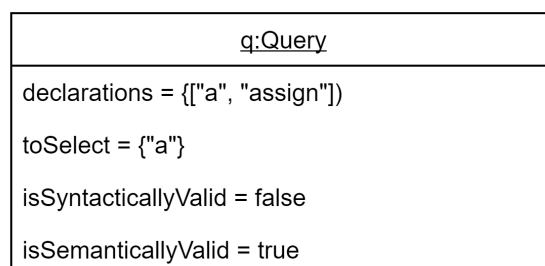 q:Query
declarations = {["a", "assign"])
toSelect = {"a"}
isSyntacticallyValid = false
isSemanticallyValid = true